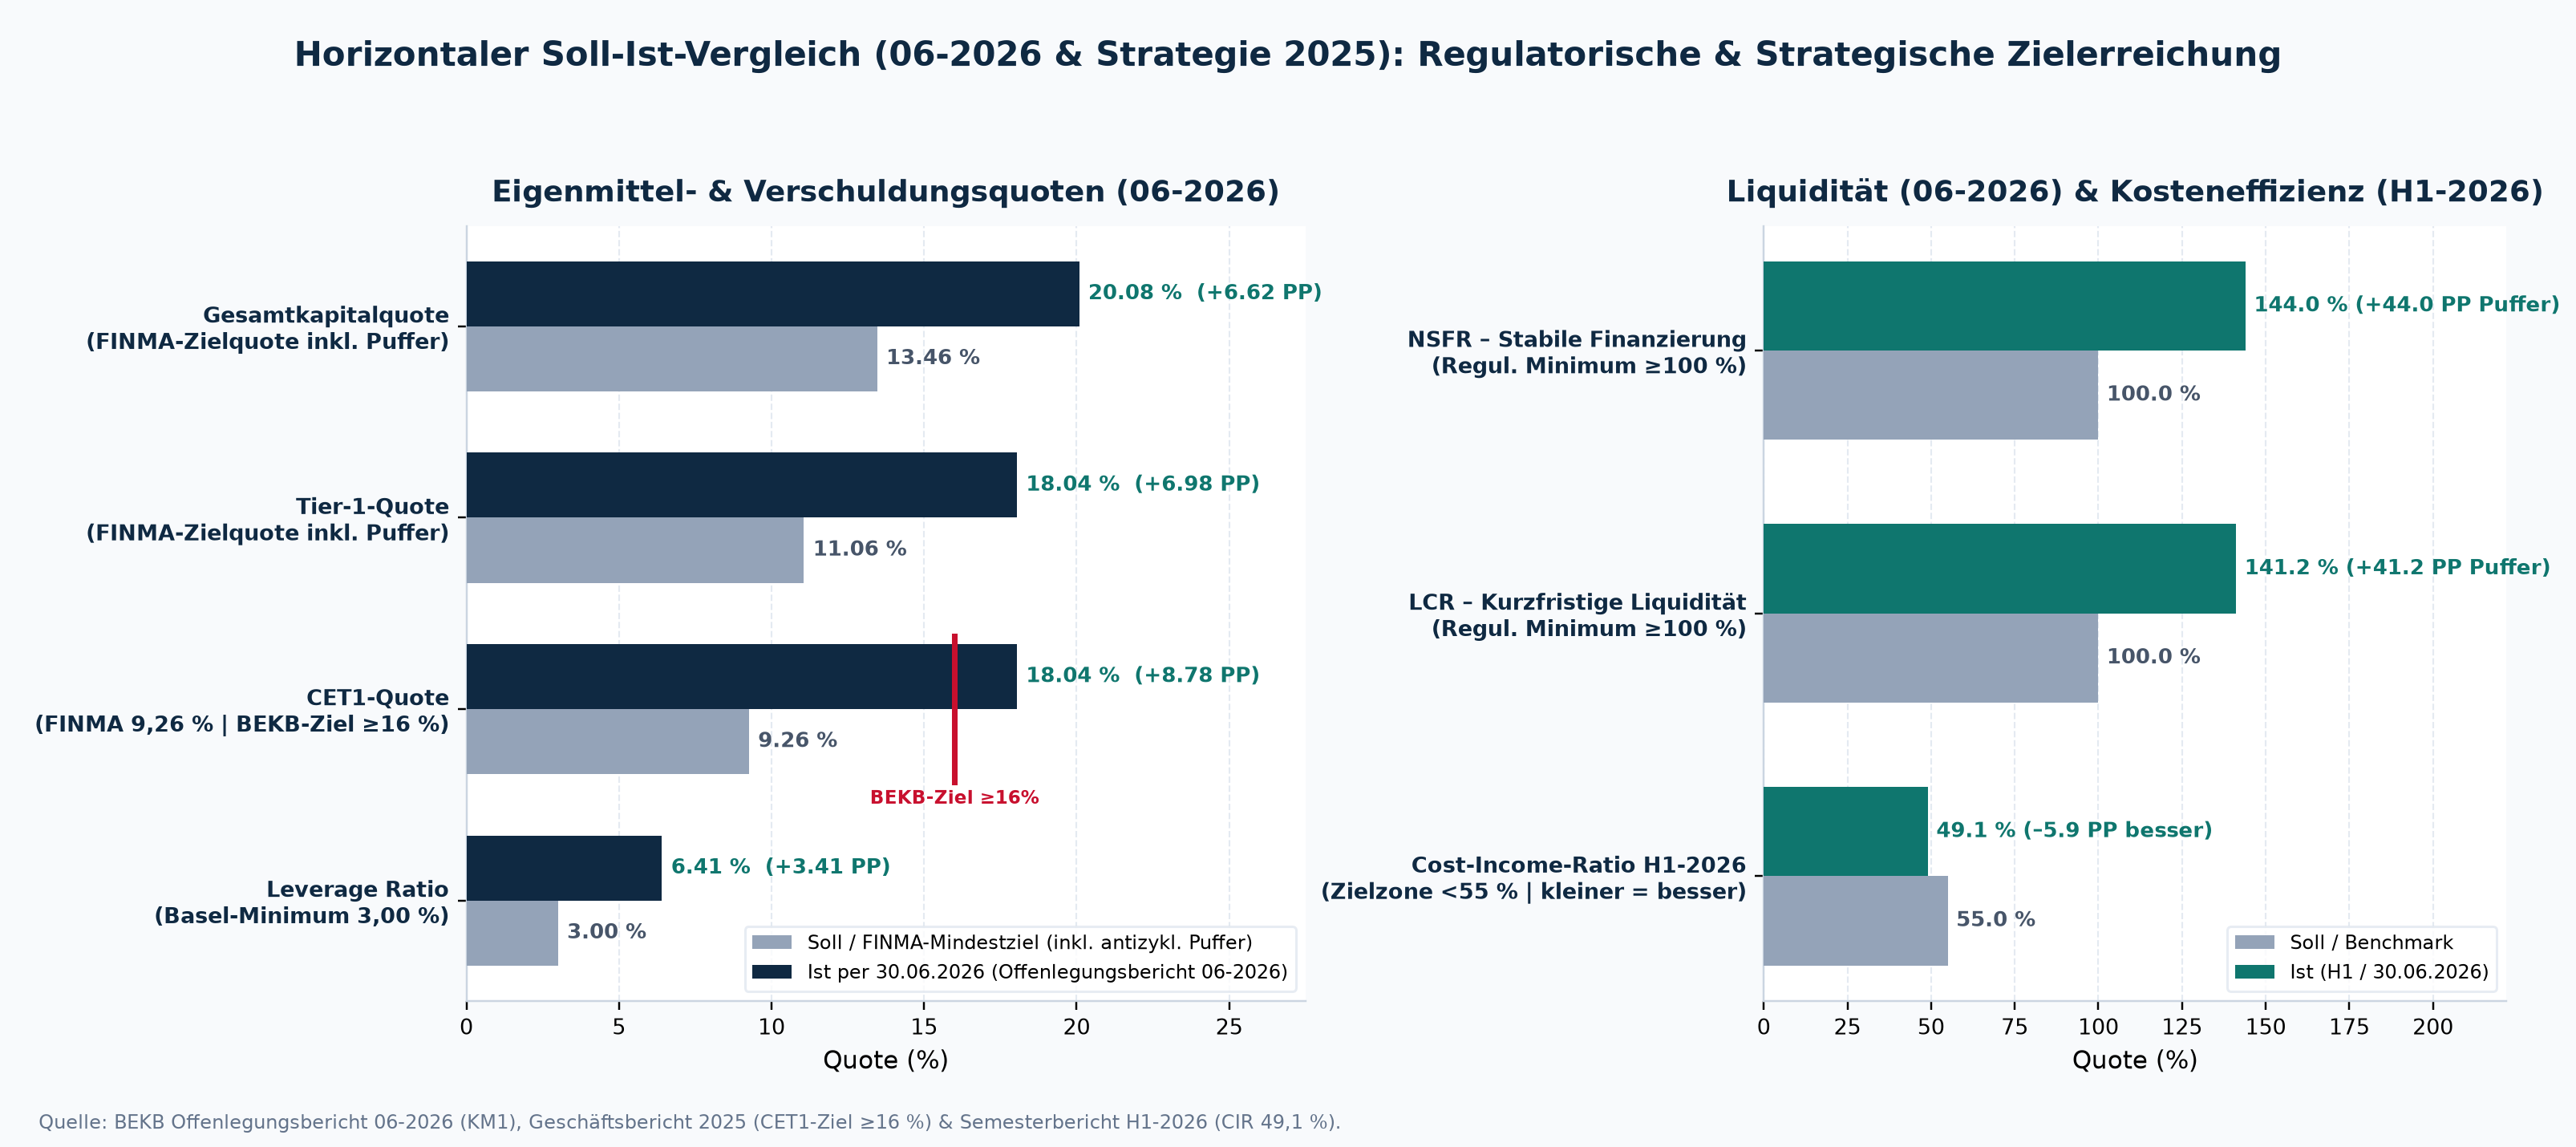 Horizontaler Soll-Ist-Vergleich (06-2026 & Strategie 2025): Regulatorische & Strategische Zielerreichung
Eigenmittel- & Verschuldungsquoten (06-2026)
Gesamtkapitalquote
(FINMA-Zielquote inkl. Puffer)
20.08 %  (+6.62 PP)
13.46 %
Tier-1-Quote
(FINMA-Zielquote inkl. Puffer)
18.04 %  (+6.98 PP)
11.06 %
CET1-Quote
(FINMA 9,26 % | BEKB-Ziel ≥16 %)
18.04 %  (+8.78 PP)
9.26 %
BEKB-Ziel ≥16%
Leverage Ratio
(Basel-Minimum 3,00 %)
6.41 %  (+3.41 PP)
3.00 %
Soll / FINMA-Mindestziel (inkl. antizykl. Puffer)
Ist per 30.06.2026 (Offenlegungsbericht 06-2026)
0 5 10 15 20 25
Quote (%)
Liquidität (06-2026) & Kosteneffizienz (H1-2026)
NSFR – Stabile Finanzierung
(Regul. Minimum ≥100 %)
144.0 % (+44.0 PP Puffer)
100.0 %
LCR – Kurzfristige Liquidität
(Regul. Minimum ≥100 %)
141.2 % (+41.2 PP Puffer)
100.0 %
Cost-Income-Ratio H1-2026
(Zielzone <55 % | kleiner = besser)
49.1 % (–5.9 PP besser)
55.0 %
Soll / Benchmark
Ist (H1 / 30.06.2026)
0 25 50 75 100 125 150 175 200
Quote (%)
Quelle: BEKB Offenlegungsbericht 06-2026 (KM1), Geschäftsbericht 2025 (CET1-Ziel ≥16 %) & Semesterbericht H1-2026 (CIR 49,1 %).